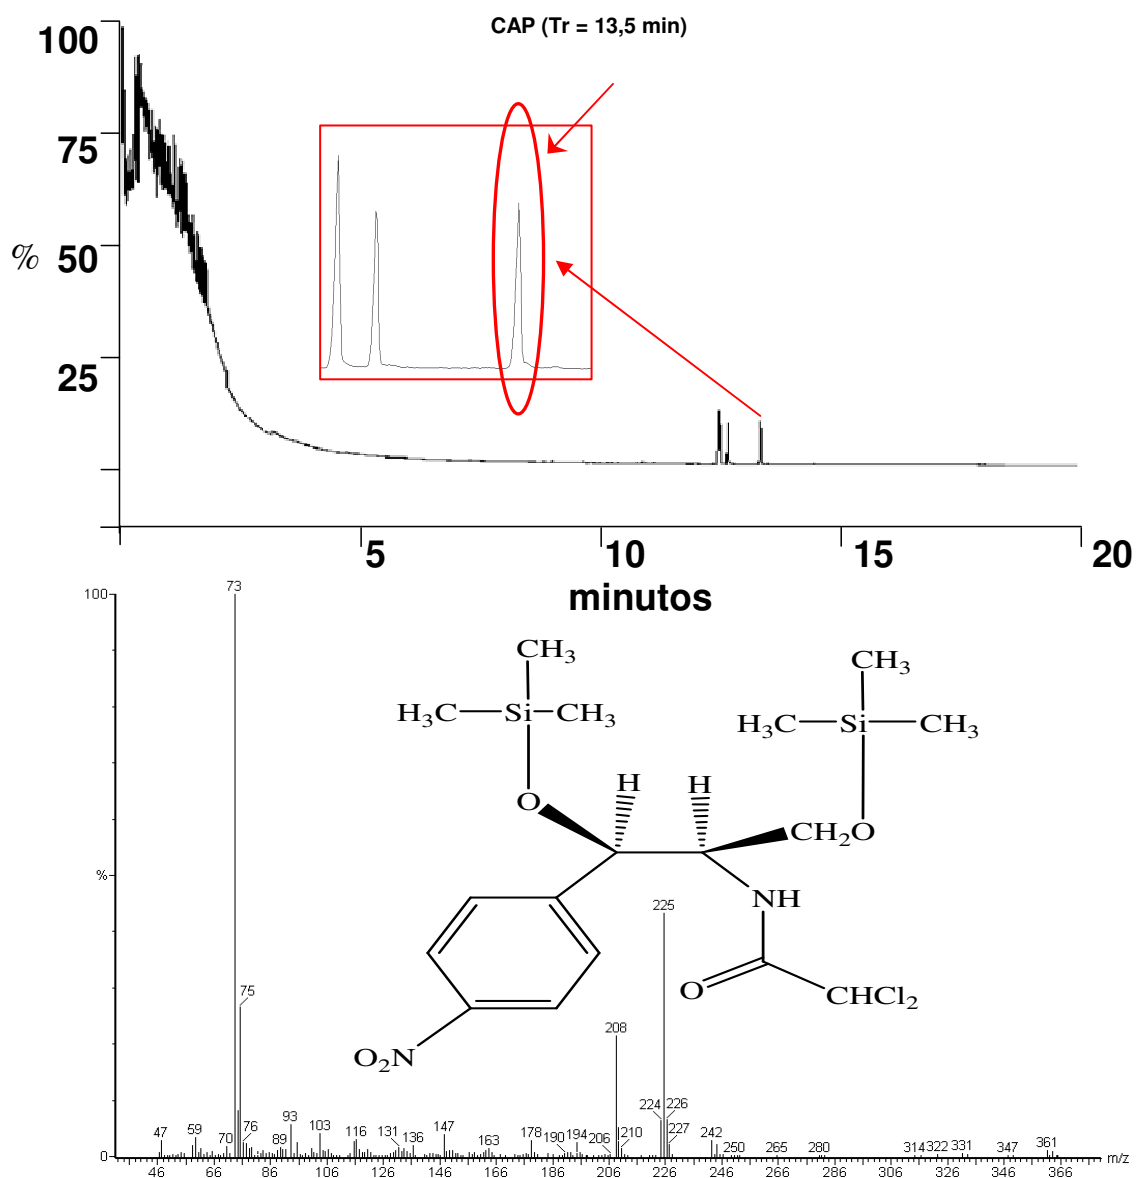 CAP (Tr = 13,5 min)
100
75
% 50
25
5 10 15 20
minutos
100
73
CH₃
CH₃
H₃C Si CH₃
H₃C Si CH₃
H H
O
CH₂O
NH
225
%
75
O
CHCl₂
208
O₂N
224 226
93
47 59 70 76 89 103 116 131 136 147 163 178 190 194 206 210 227 242 250 265 280 314 322 331 347 361
0
46 66 86 106 126 146 166 186 206 226 246 266 286 306 326 346 366 m/z